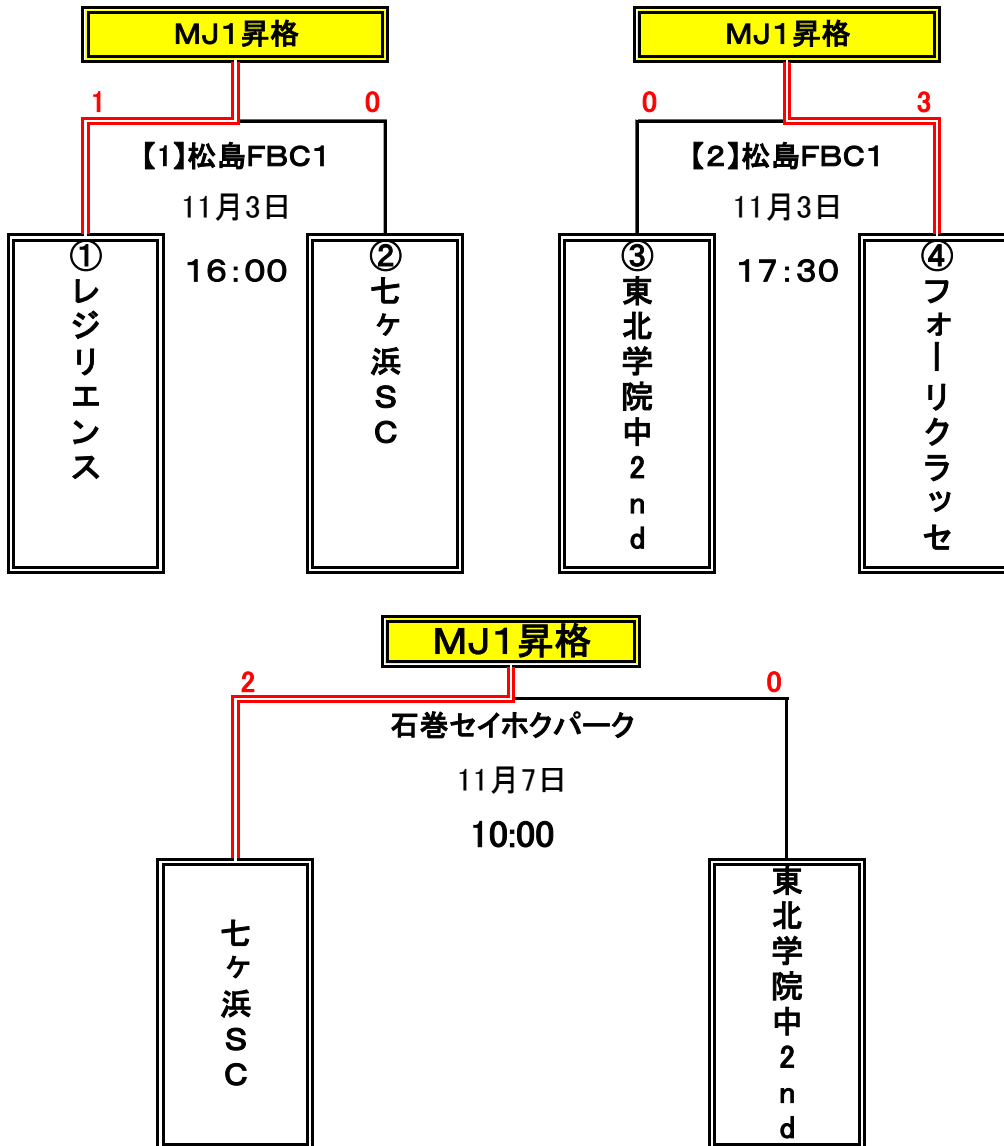 MJ1昇格
1
0
【1】松島FBC1
11月3日
16:00
①レジリエンス
②七ヶ浜SC
MJ1昇格
0
3
【2】松島FBC1
11月3日
17:30
③東北学院中2nd
④フォーリクラッセ
MJ1昇格
2
0
石巻セイホクパーク
11月7日
10:00
七ヶ浜SC
東北学院中2nd